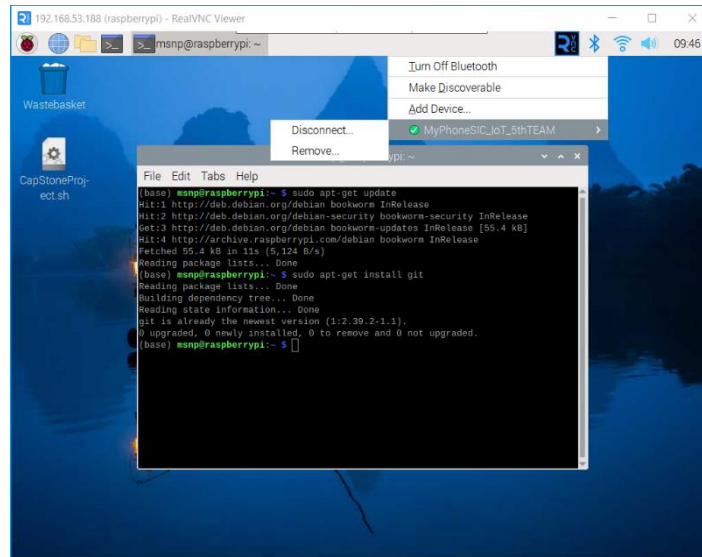 192.168.53.188 (raspberrypi) - RealVNC Viewer
msnp@raspberrypi: ~
09:46
Turn Off Bluetooth
Make Discoverable
Add Device...
MyPhoneSIC_IoT_5thTEAM
Disconnect...
Remove...
Wastebasket
CapStoneProj-
ect.sh
File Edit Tabs Help
(base) msnp@raspberrypi:~ $ sudo apt-get update
Hit:1 http://deb.debian.org/debian bookworm InRelease
Hit:2 http://deb.debian.org/debian-security bookworm-security InRelease
Get:3 http://deb.debian.org/debian bookworm-updates InRelease [55.4 kB]
Hit:4 http://archive.raspberrypi.com/debian bookworm InRelease
Fetched 55.4 kB in 11s (5,124 B/s)
Reading package lists... Done
(base) msnp@raspberrypi:~ $ sudo apt-get install git
Reading package lists... Done
Building dependency tree... Done
Reading state information... Done
git is already the newest version (1:2.39.2-1.1).
0 upgraded, 0 newly installed, 0 to remove and 0 not upgraded.
(base) msnp@raspberrypi:~ $